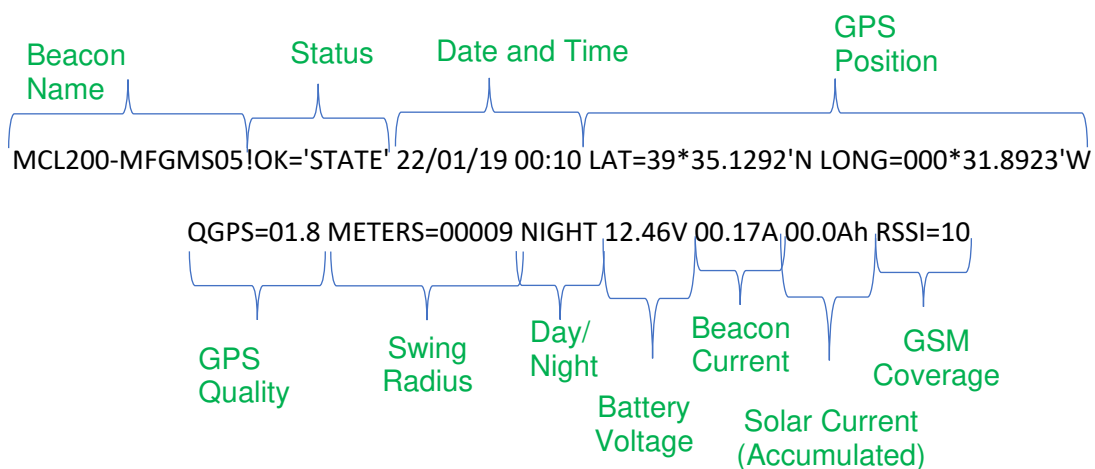 Beacon
Name
Status
Date and Time
GPS
Position
MCL200-MFGMS05!OK='STATE' 22/01/19 00:10 LAT=39*35.1292'N LONG=000*31.8923'W
QGPS=01.8 METERS=00009 NIGHT 12.46V 00.17A 00.0Ah RSSI=10
GPS
Quality
Swing
Radius
Day/
Night
Battery
Voltage
Beacon
Current
Solar Current
(Accumulated)
GSM
Coverage